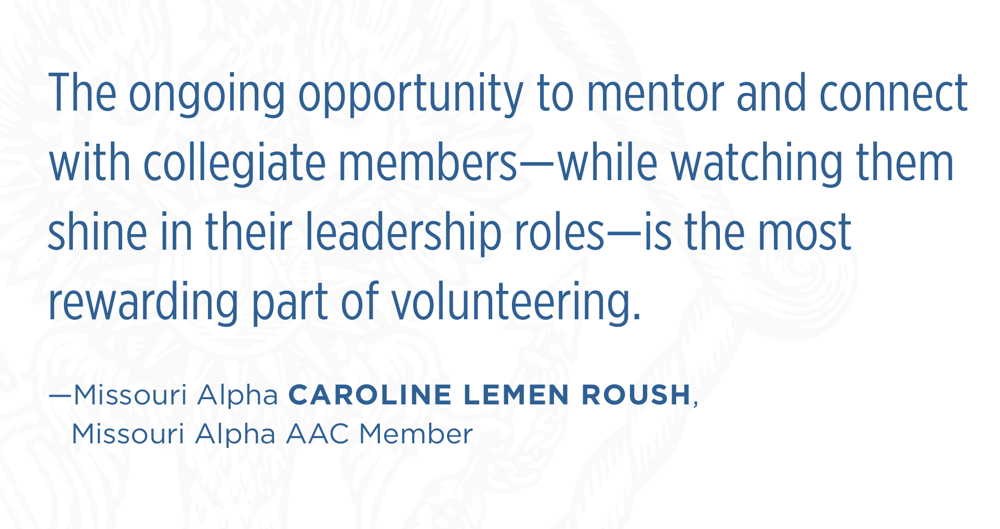 The ongoing opportunity to mentor and connect
with collegiate members—while watching them
shine in their leadership roles—is the most
rewarding part of volunteering.
—Missouri Alpha CAROLINE LEMEN ROUSH,
Missouri Alpha AAC Member